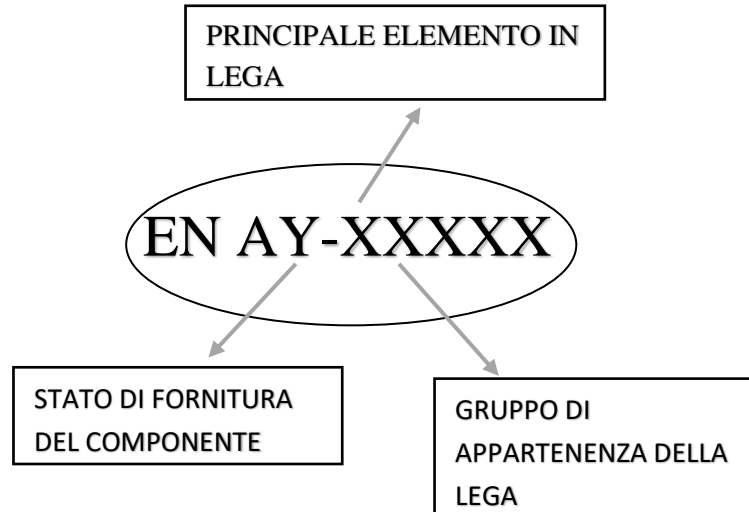 PRINCIPALE ELEMENTO IN
LEGA
EN AY-XXXXX
STATO DI FORNITURA
DEL COMPONENTE
GRUPPO DI
APPARTENENZA DELLA
LEGA